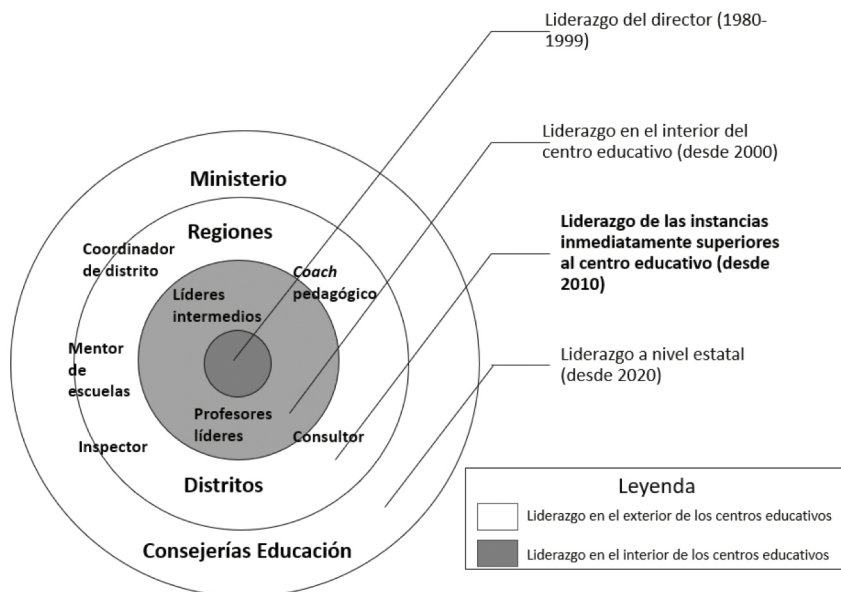 Liderazgo del director (1980-
1999)
Liderazgo en el interior del
centro educativo (desde 2000)
Liderazgo de las instancias
inmediatamente superiores
al centro educativo (desde
2010)
Liderazgo a nivel estatal
(desde 2020)
Ministerio
Regiones
Coordinador
de distrito
Coach
pedagógico
Líderes
intermedios
Mentor
de
escuelas
Profesores
líderes
Inspector
Consultor
Distritos
Consejerías Educación
Leyenda
Liderazgo en el exterior de los centros educativos
Liderazgo en el interior de los centros educativos